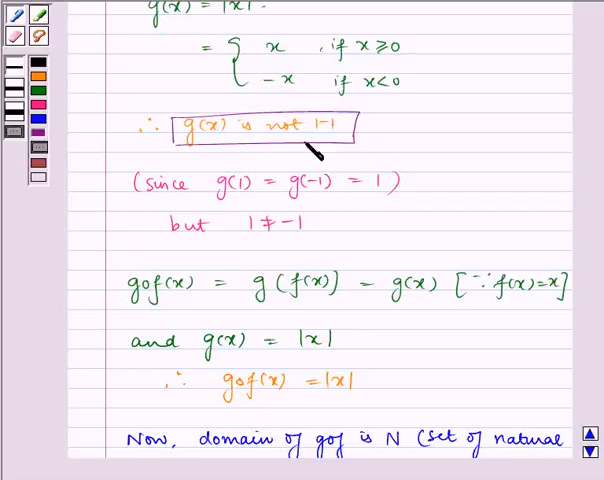 g(x) = |x|.
= { x , if x ≥ 0
-x if x < 0
∴ g(x) is not 1-1
(since g(1) = g(-1) = 1)
but 1 ≠ -1
gof(x) = g(f(x)) = g(x) [∵ f(x)=x]
and g(x) = |x|
∴ gof(x) = |x|
Now, domain of gof is N (set of natural